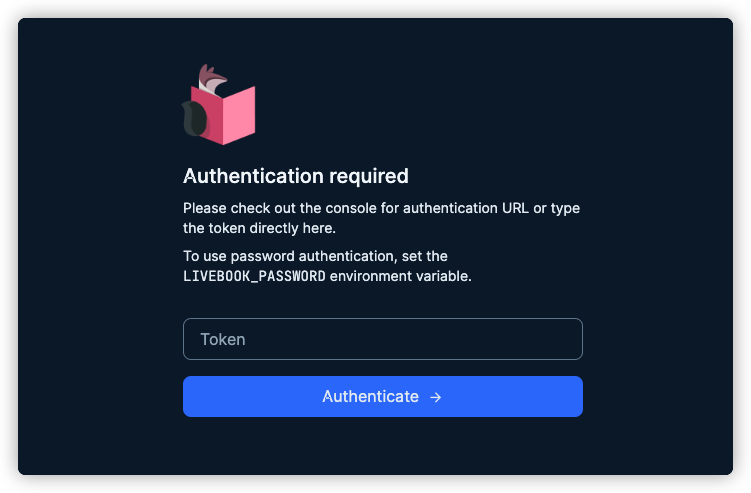 Authentication required
Please check out the console for authentication URL or type
the token directly here.
To use password authentication, set the
LIVEBOOK_PASSWORD environment variable.
Token
Authenticate →